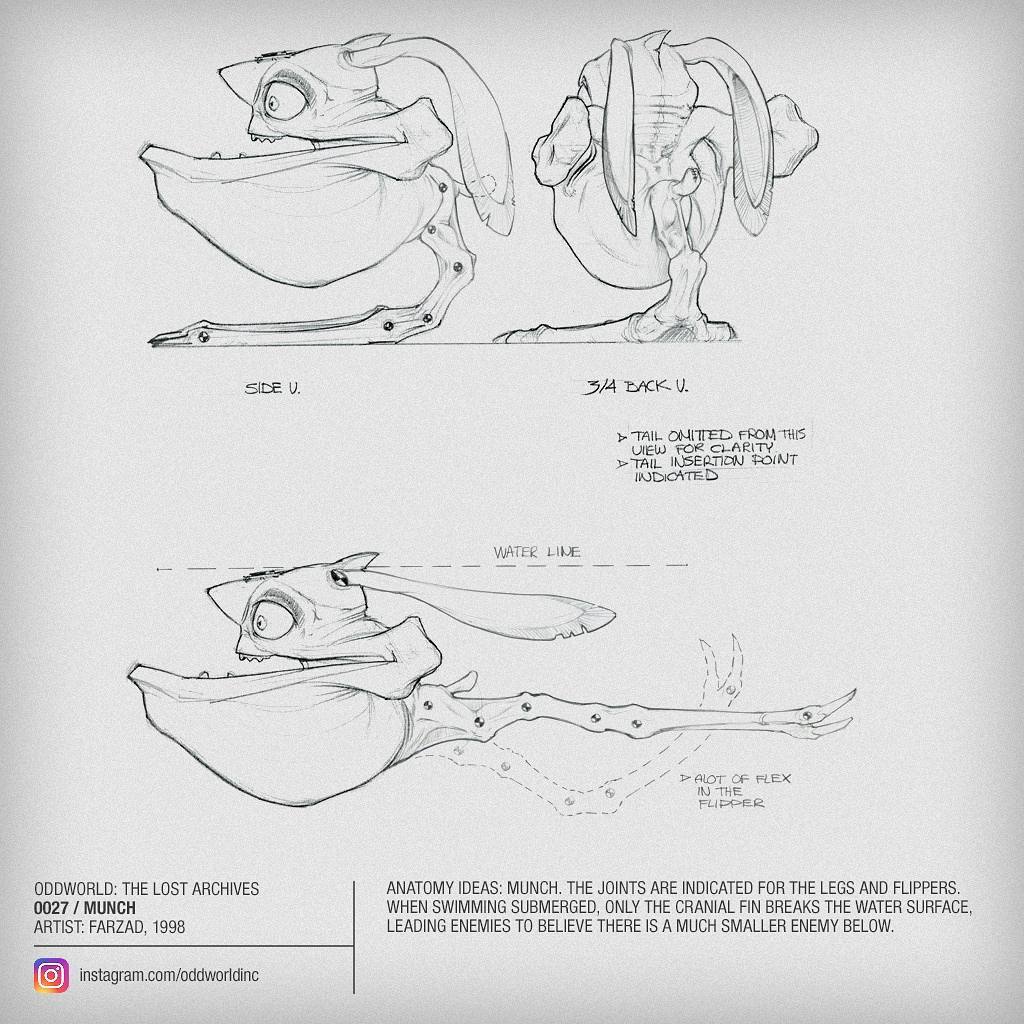 SIDE V.
3/4 BACK V.
▷ TAIL OMITTED FROM THIS
VIEW FOR CLARITY
▷ TAIL INSERTION POINT
INDICATED
WATER LINE
▷ ALOT OF FLEX
IN THE
FLIPPER
ODDWORLD: THE LOST ARCHIVES
0027 / MUNCH
ARTIST: FARZAD, 1998
instagram.com/oddworldinc
ANATOMY IDEAS: MUNCH. THE JOINTS ARE INDICATED FOR THE LEGS AND FLIPPERS.
WHEN SWIMMING SUBMERGED, ONLY THE CRANIAL FIN BREAKS THE WATER SURFACE,
LEADING ENEMIES TO BELIEVE THERE IS A MUCH SMALLER ENEMY BELOW.